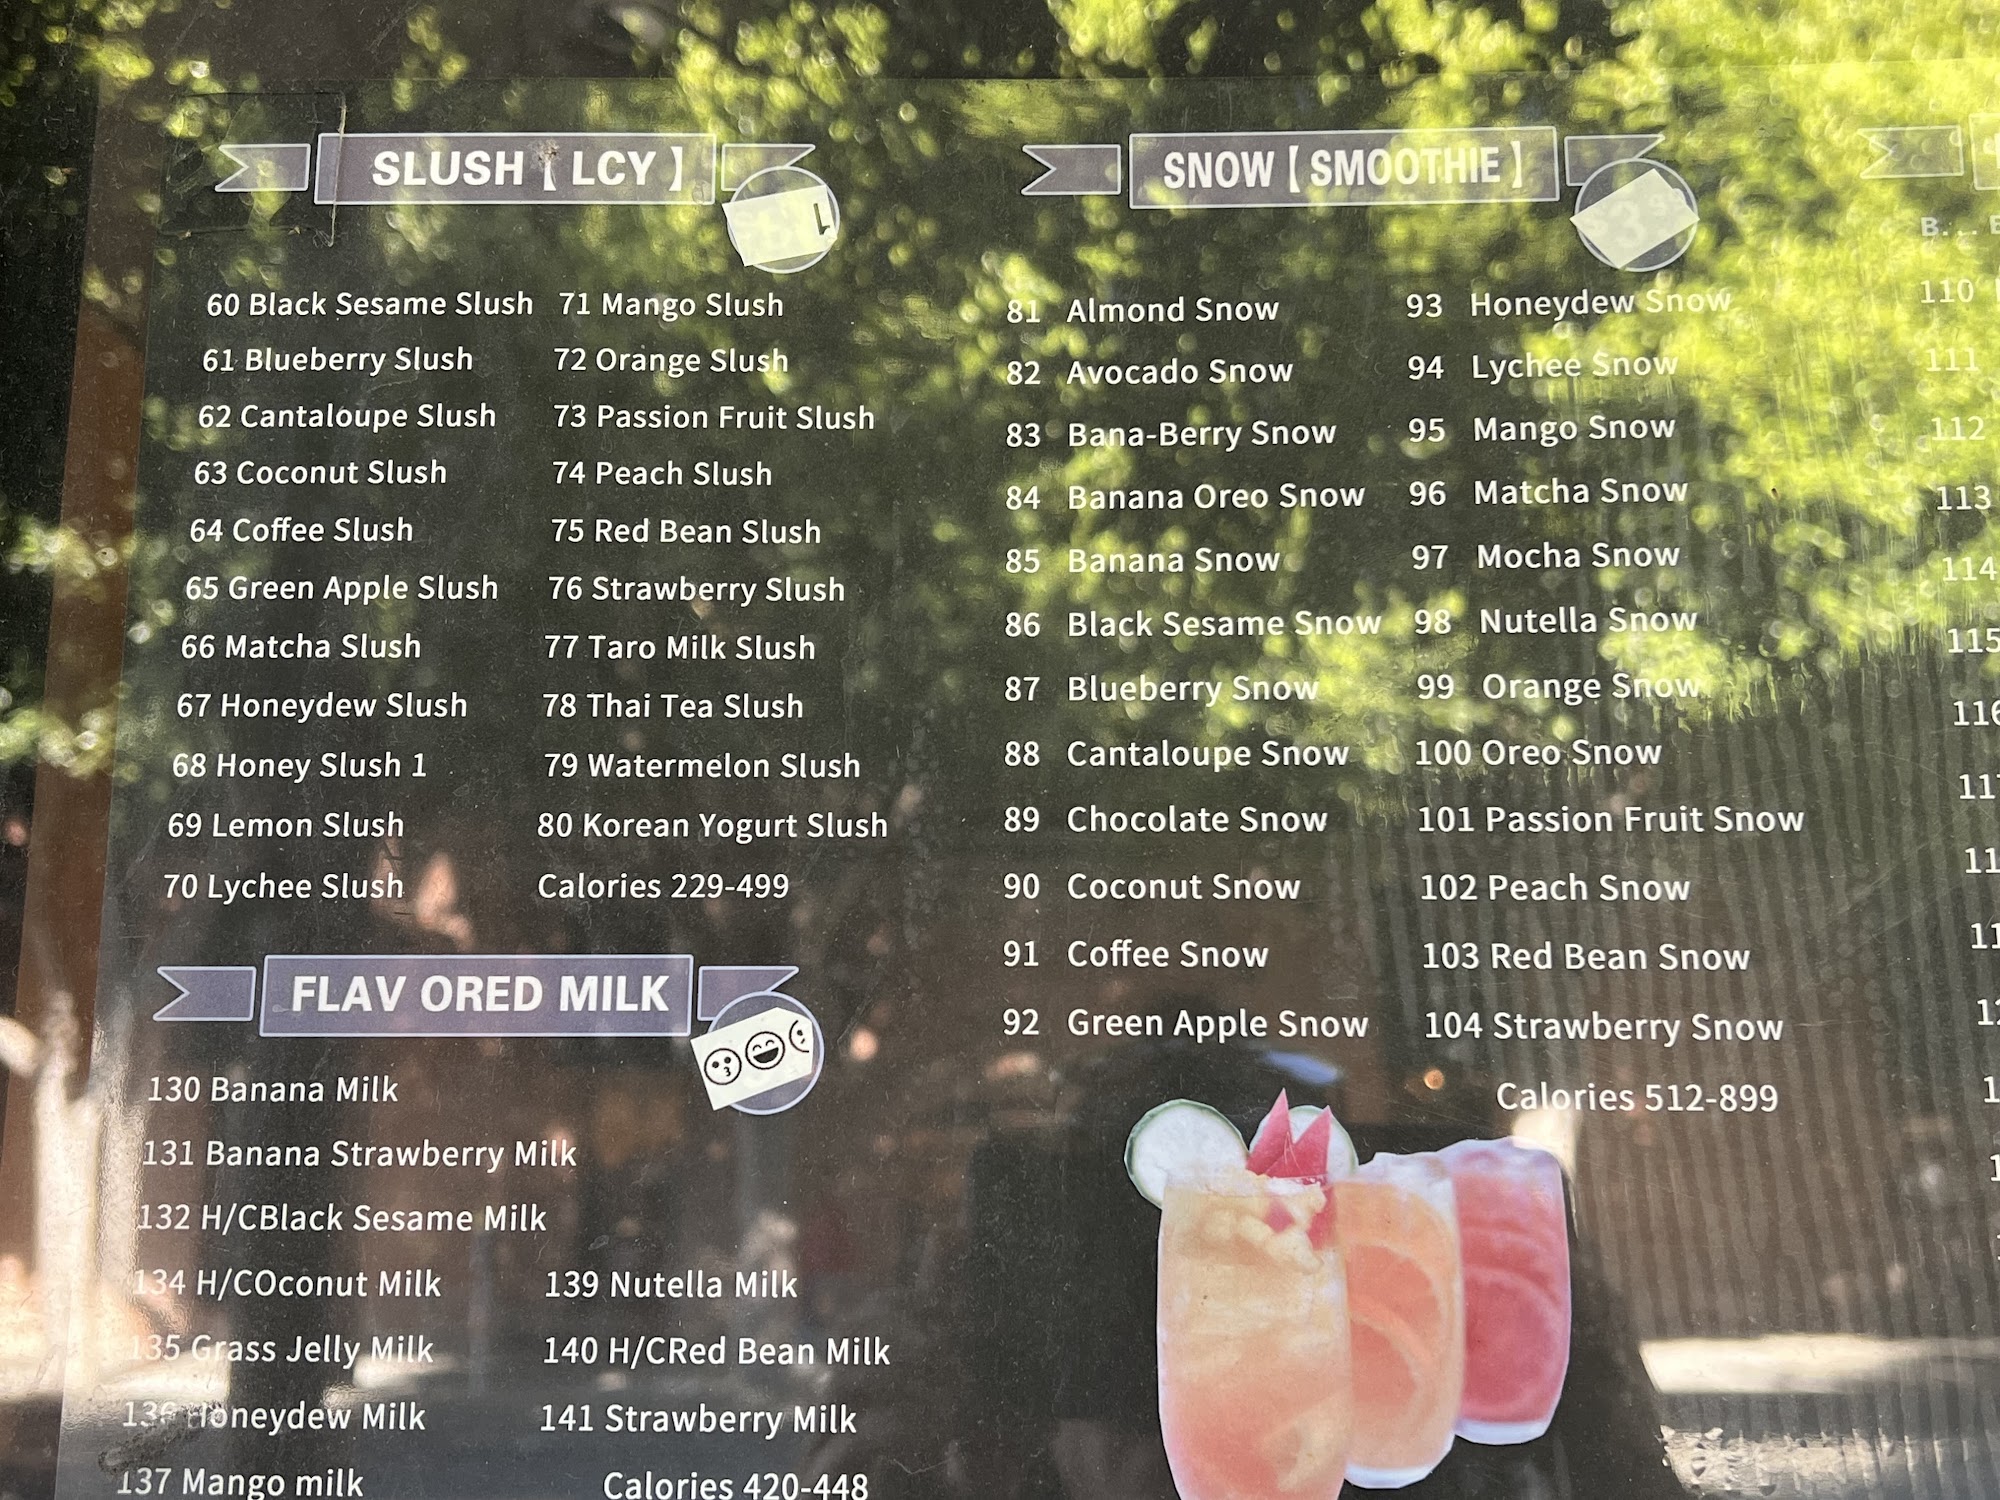 SLUSH【 LCY 】
60 Black Sesame Slush
61 Blueberry Slush
62 Cantaloupe Slush
63 Coconut Slush
64 Coffee Slush
65 Green Apple Slush
66 Matcha Slush
67 Honeydew Slush
68 Honey Slush 1
69 Lemon Slush
70 Lychee Slush
71 Mango Slush
72 Orange Slush
73 Passion Fruit Slush
74 Peach Slush
75 Red Bean Slush
76 Strawberry Slush
77 Taro Milk Slush
78 Thai Tea Slush
79 Watermelon Slush
80 Korean Yogurt Slush
Calories 229-499
FLAV ORED MILK
130 Banana Milk
131 Banana Strawberry Milk
132 H/CBlack Sesame Milk
134 H/COconut Milk
135 Grass Jelly Milk
136 Honeydew Milk
137 Mango milk
139 Nutella Milk
140 H/CRed Bean Milk
141 Strawberry Milk
Calories 420-448
SNOW【 SMOOTHIE 】
81 Almond Snow
82 Avocado Snow
83 Bana-Berry Snow
84 Banana Oreo Snow
85 Banana Snow
86 Black Sesame Snow
87 Blueberry Snow
88 Cantaloupe Snow
89 Chocolate Snow
90 Coconut Snow
91 Coffee Snow
92 Green Apple Snow
93 Honeydew Snow
94 Lychee Snow
95 Mango Snow
96 Matcha Snow
97 Mocha Snow
98 Nutella Snow
99 Orange Snow
100 Oreo Snow
101 Passion Fruit Snow
102 Peach Snow
103 Red Bean Snow
104 Strawberry Snow
Calories 512-899
110
111
112
113
114
115
116